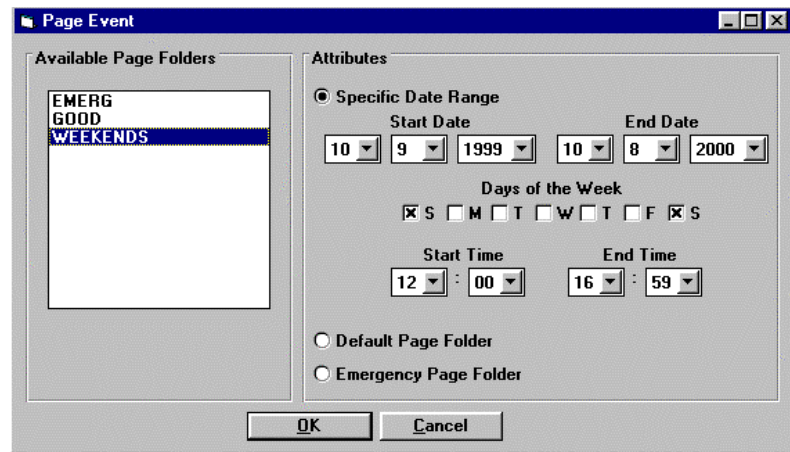 Page Event
Available Page Folders
EMERG
GOOD
WEEKENDS
Attributes
Specific Date Range
Start Date End Date
10 9 1999 10 8 2000
Days of the Week
S M T W T F S
Start Time End Time
12 : 00 16 : 59
Default Page Folder
Emergency Page Folder
OK Cancel